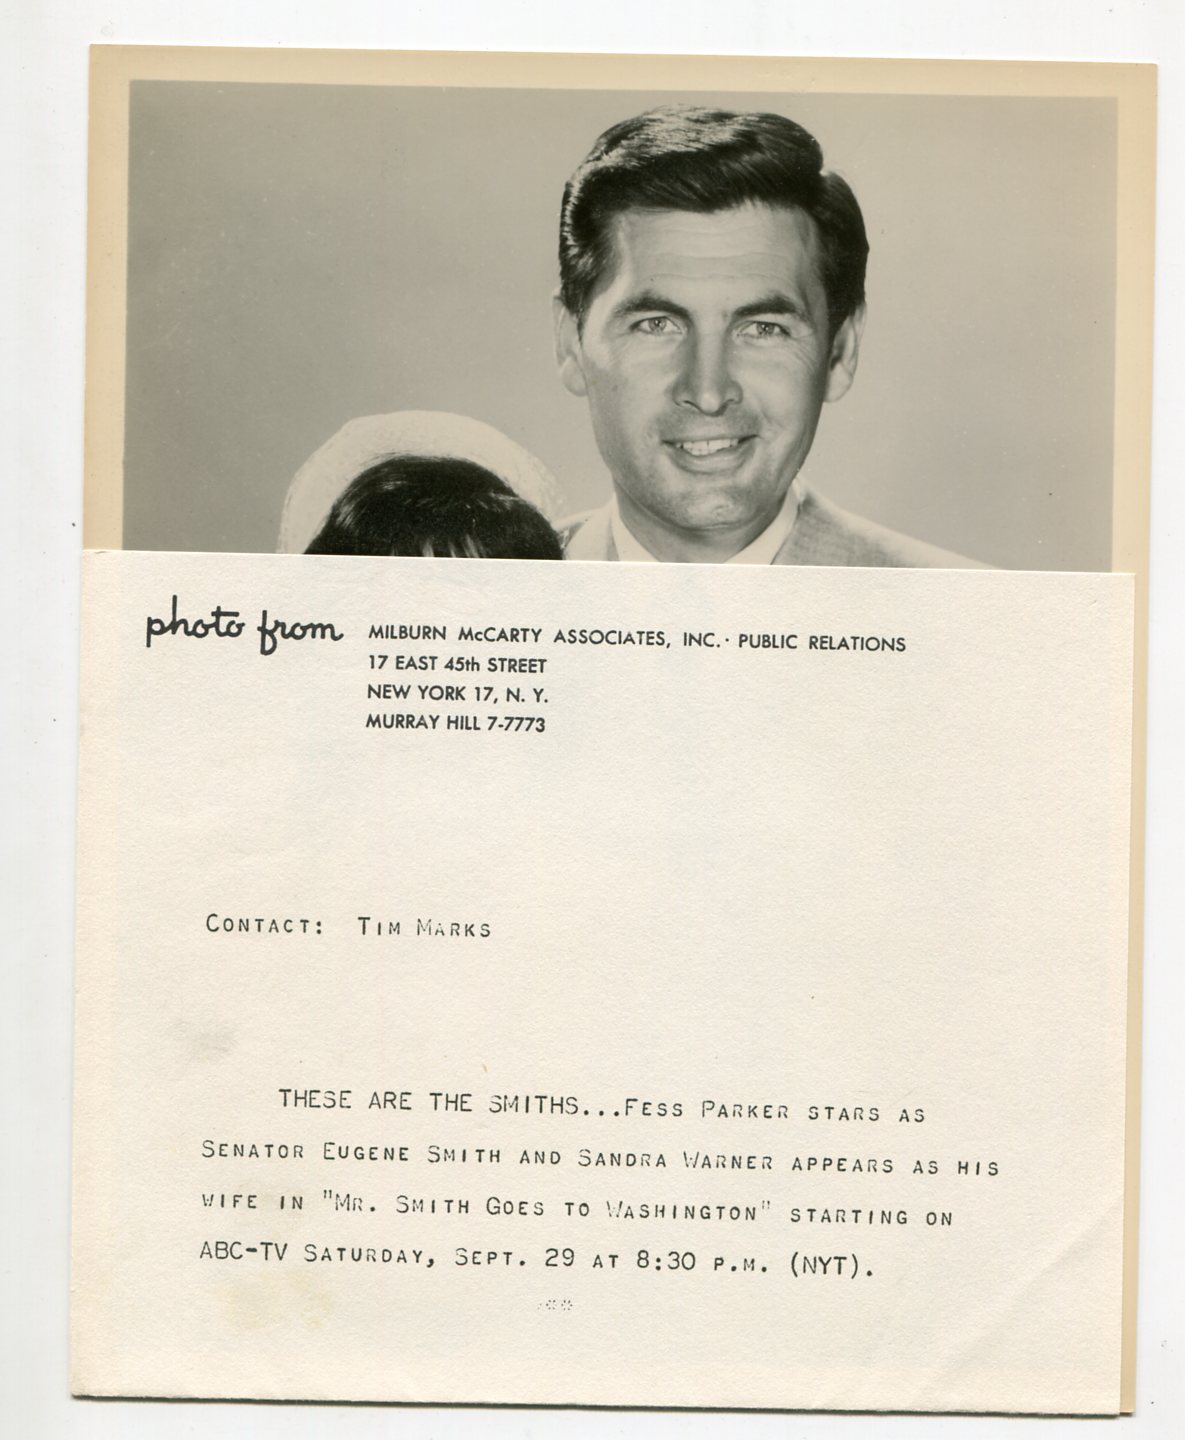 photo from MILBURN McCARTY ASSOCIATES, INC. · PUBLIC RELATIONS
17 EAST 45th STREET
NEW YORK 17, N. Y.
MURRAY HILL 7-7773
CONTACT: TIM MARKS
THESE ARE THE SMITHS...FESS PARKER STARS AS
SENATOR EUGENE SMITH AND SANDRA WARNER APPEARS AS HIS
WIFE IN "MR. SMITH GOES TO WASHINGTON" STARTING ON
ABC-TV SATURDAY, SEPT. 29 AT 8:30 P.M. (NYT).